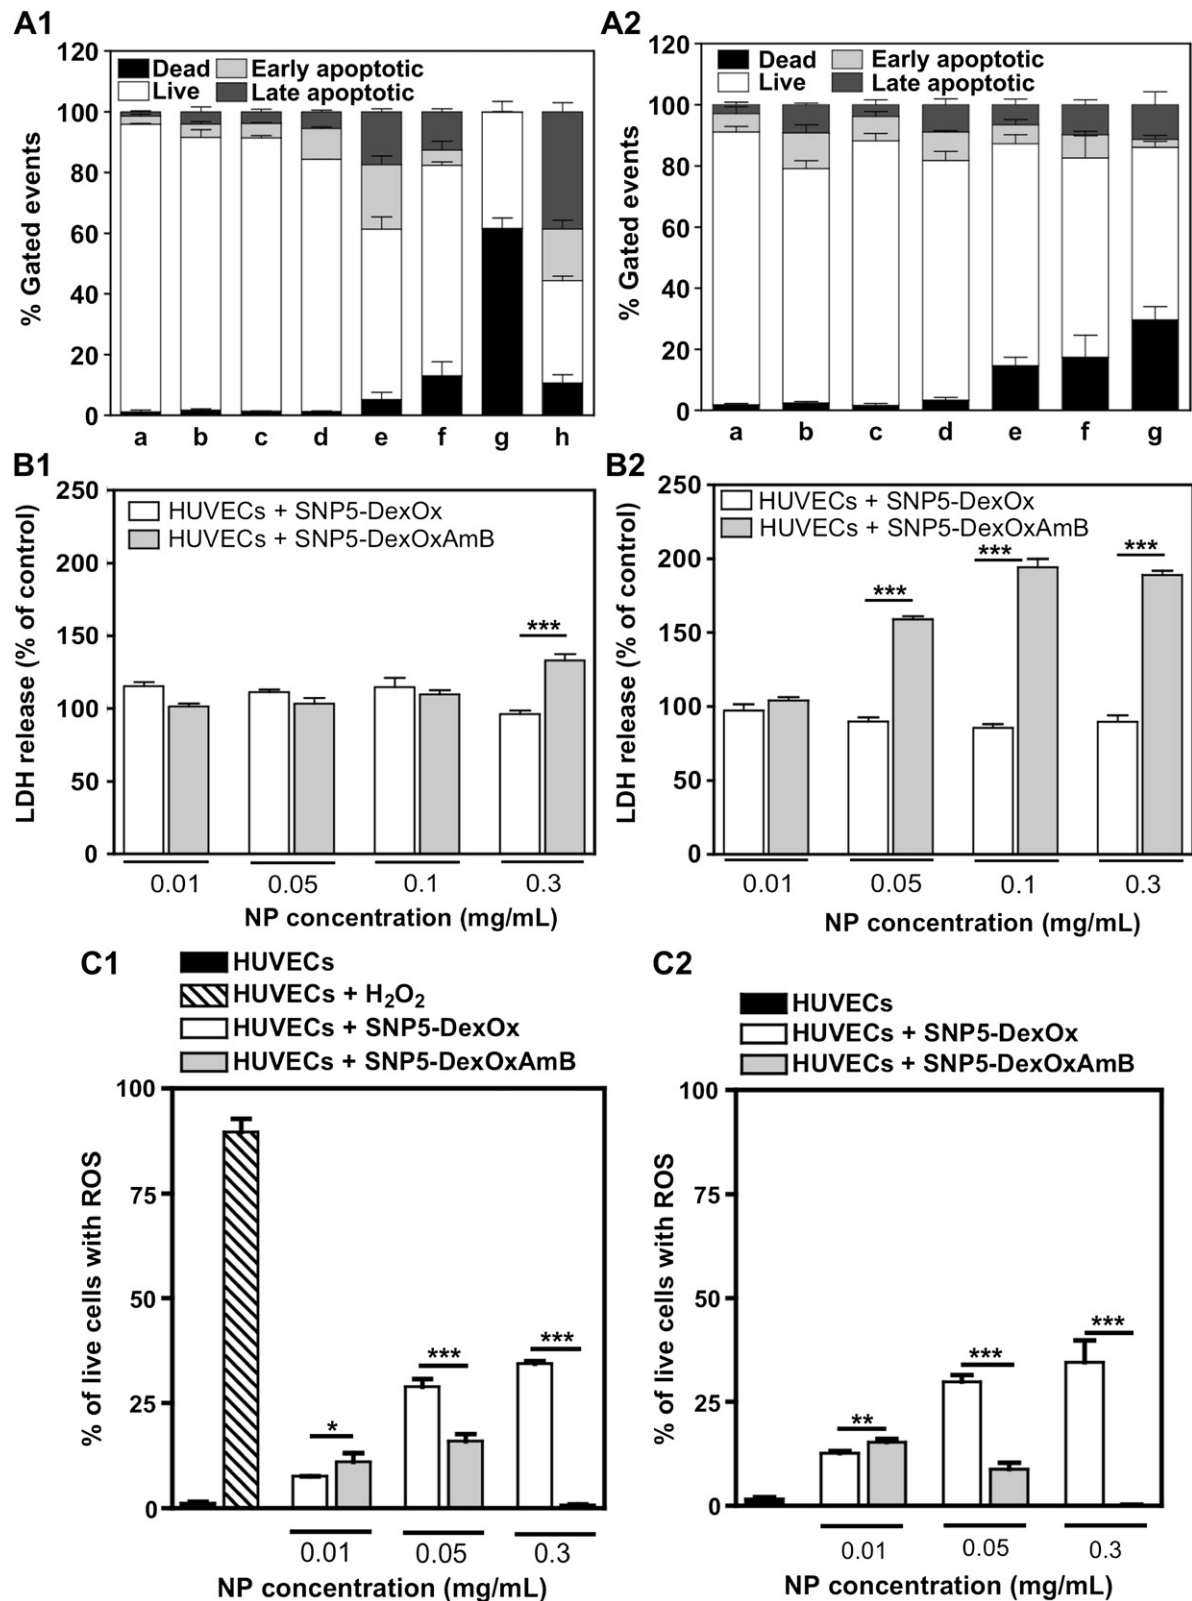 A1
120
100
80
60
40
20
0
% Gated events
Dead Early apoptotic
Live Late apoptotic
a b c d e f g h
A2
120
100
80
60
40
20
0
% Gated events
Dead Early apoptotic
Live Late apoptotic
a b c d e f g
B1
250
200
150
100
50
0
LDH release (% of control)
HUVECs + SNP5-DexOx
HUVECs + SNP5-DexOxAmB
***
0.01 0.05 0.1 0.3
NP concentration (mg/mL)
B2
250
200
150
100
50
0
LDH release (% of control)
HUVECs + SNP5-DexOx
HUVECs + SNP5-DexOxAmB
*** *** ***
0.01 0.05 0.1 0.3
NP concentration (mg/mL)
C1
HUVECs
HUVECs + H₂O₂
HUVECs + SNP5-DexOx
HUVECs + SNP5-DexOxAmB
100
75
50
25
0
% of live cells with ROS
* *** ***
0.01 0.05 0.3
NP concentration (mg/mL)
C2
HUVECs
HUVECs + SNP5-DexOx
HUVECs + SNP5-DexOxAmB
100
75
50
25
0
% of live cells with ROS
** *** ***
0.01 0.05 0.3
NP concentration (mg/mL)